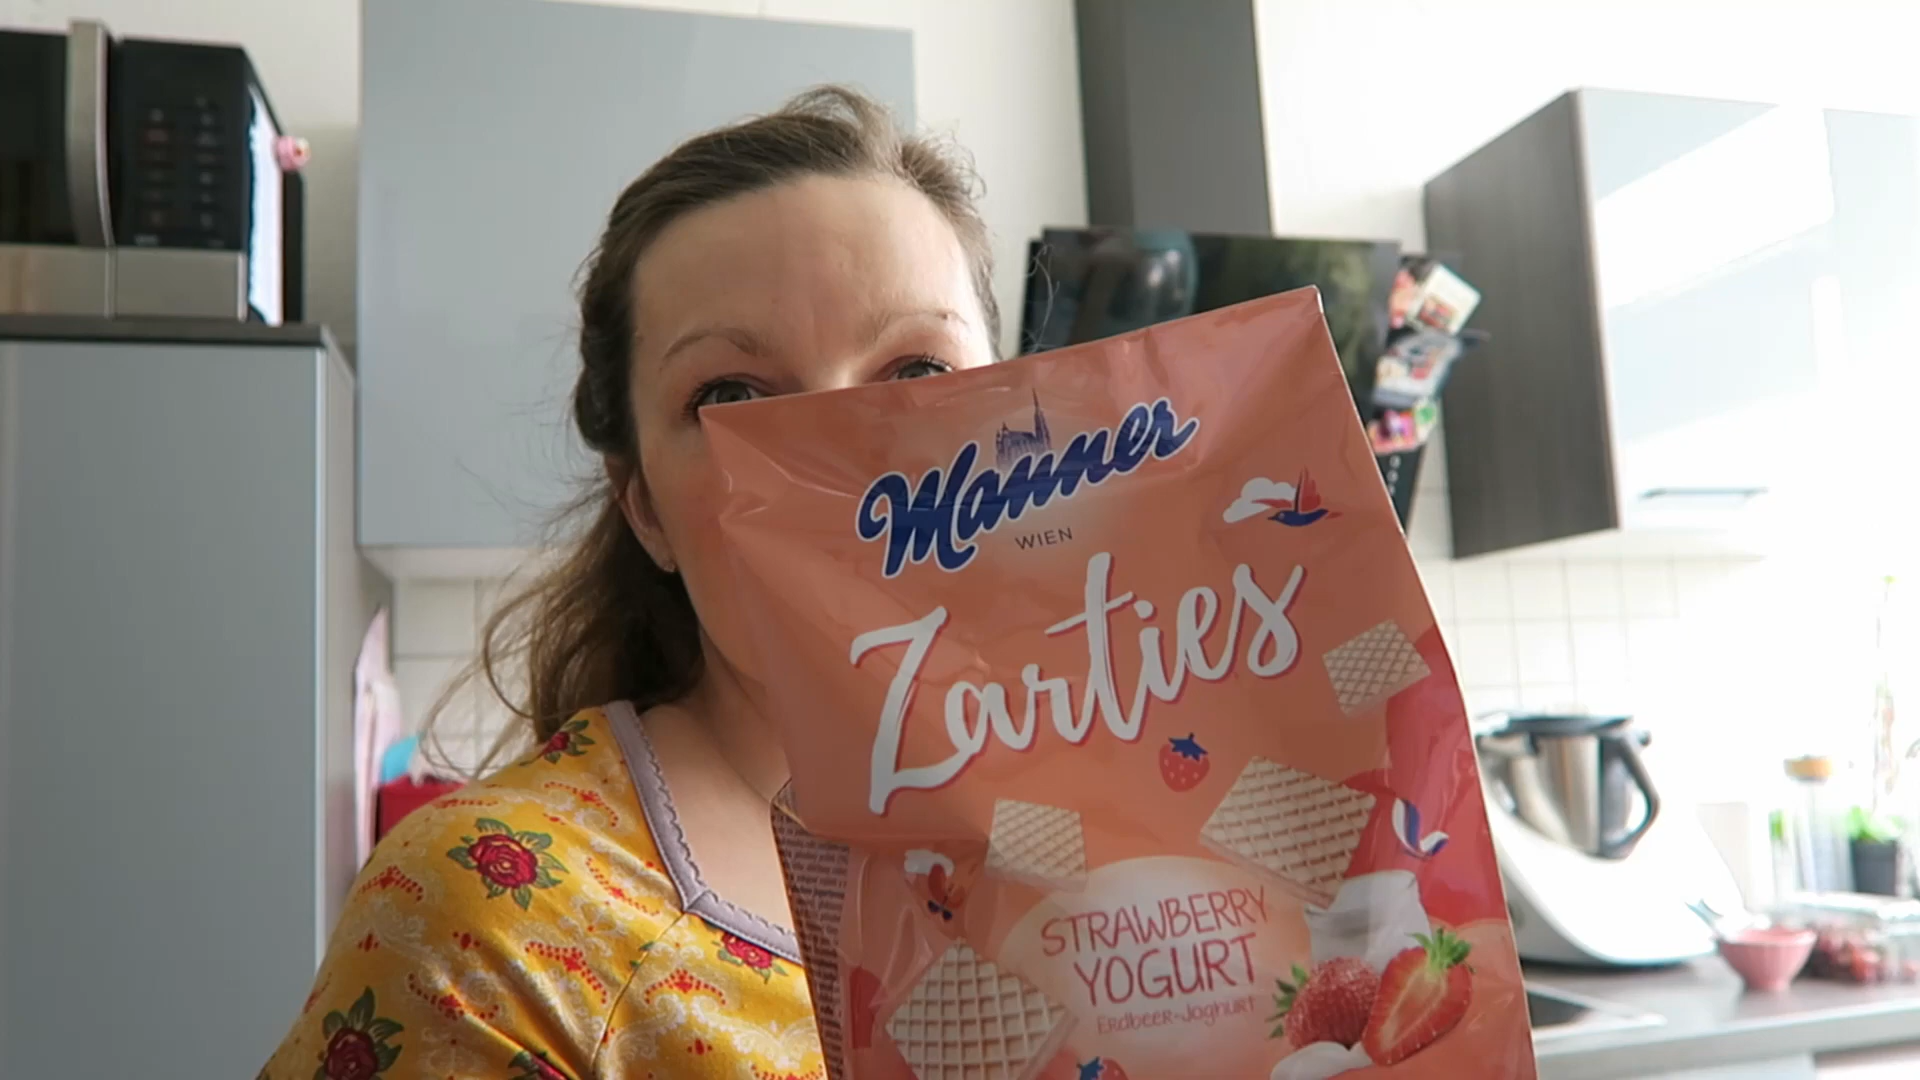 Manner
WIEN
Zarties
STRAWBERRY
YOGURT
Erdbeer-Joghurt